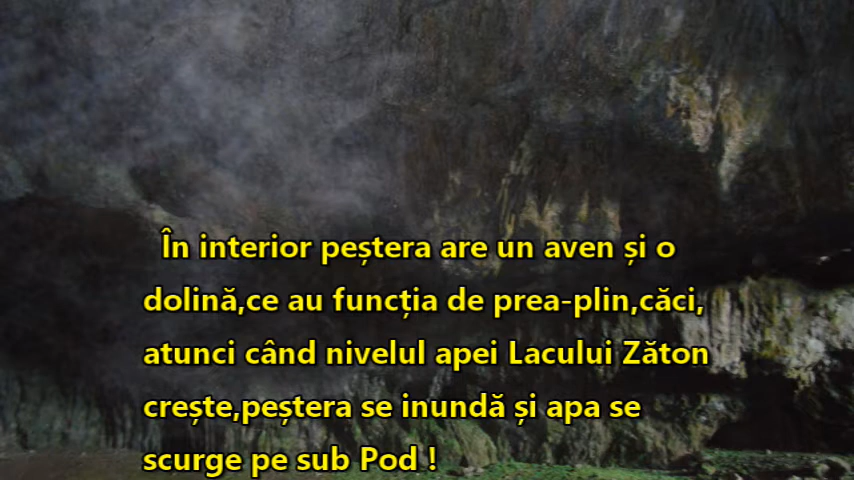 În interior peștera are un aven și o
dolină,ce au funcția de prea-plin,căci,
atunci când nivelul apei Lacului Zăton
crește,peștera se inundă și apa se
scurge pe sub Pod !